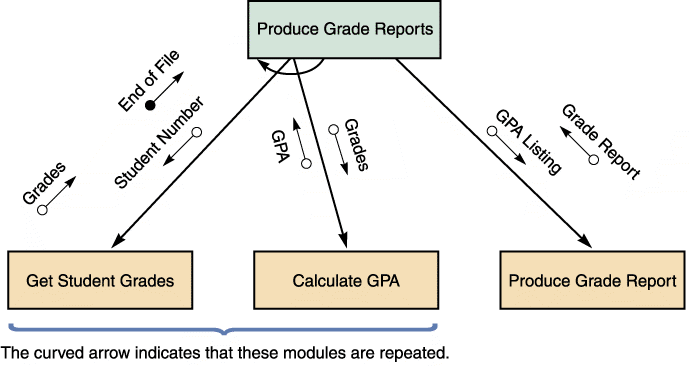 Produce Grade Reports
End of File
Student Number
Grades
GPA
Grades
GPA Listing
Grade Report
Get Student Grades
Calculate GPA
Produce Grade Report
The curved arrow indicates that these modules are repeated.